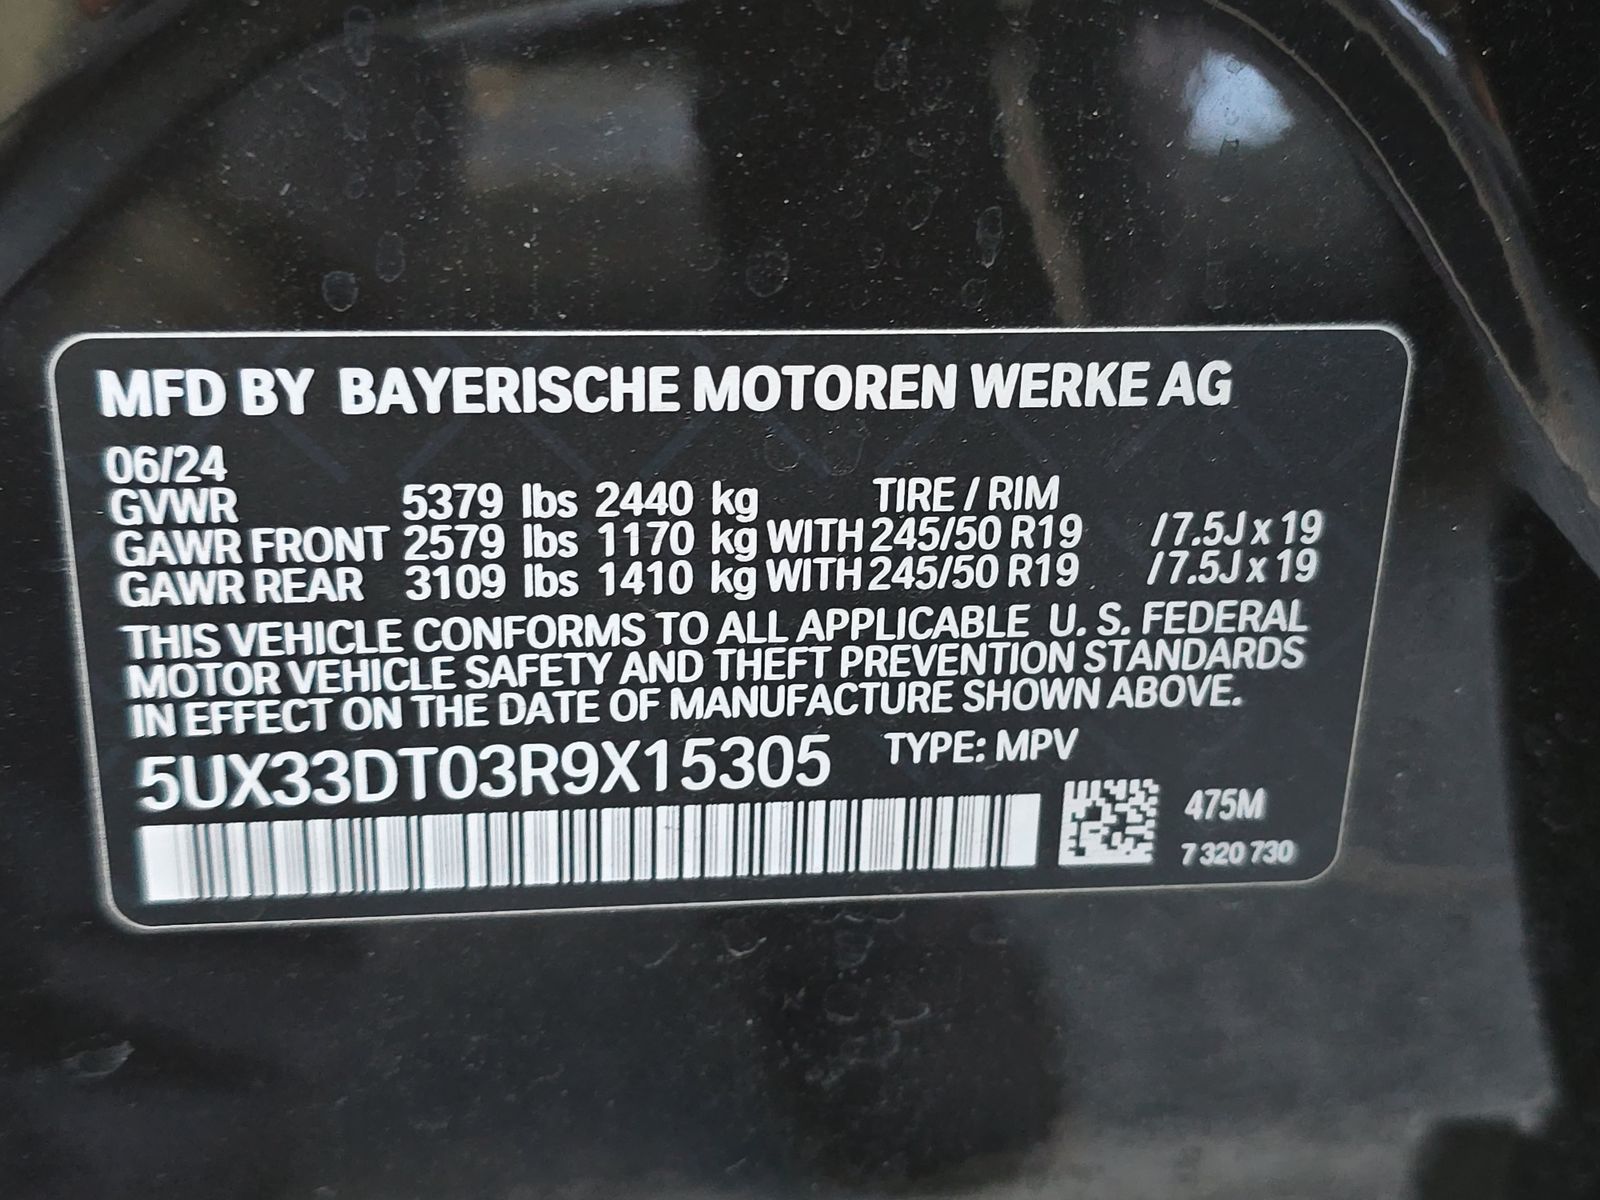 MFD BY BAYERISCHE MOTOREN WERKE AG
06/24
GVWR 5379 lbs 2440 kg TIRE / RIM
GAWR FRONT 2579 lbs 1170 kg WITH 245/50 R19 / 7.5J x 19
GAWR REAR 3109 lbs 1410 kg WITH 245/50 R19 / 7.5J x 19
THIS VEHICLE CONFORMS TO ALL APPLICABLE U. S. FEDERAL
MOTOR VEHICLE SAFETY AND THEFT PREVENTION STANDARDS
IN EFFECT ON THE DATE OF MANUFACTURE SHOWN ABOVE.
5UX33DT03R9X15305 TYPE: MPV
475M
7 320 730